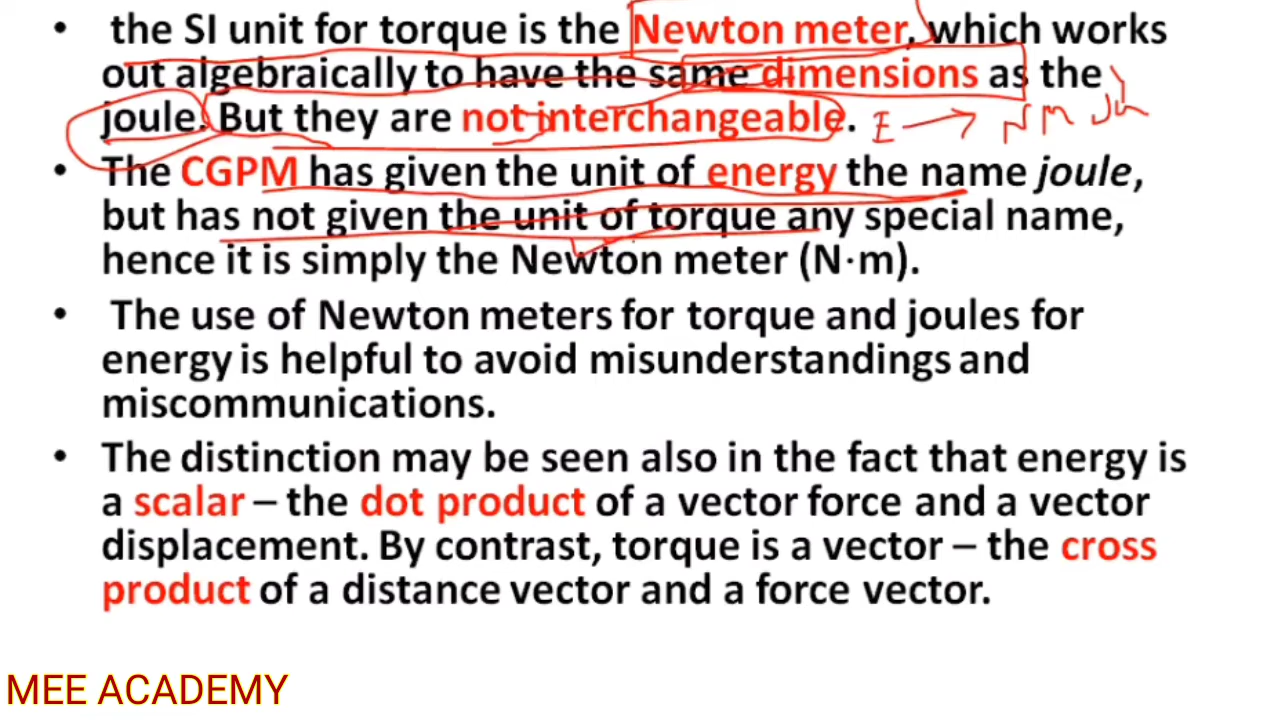 • the SI unit for torque is the Newton meter, which works
out algebraically to have the same dimensions as the
joule. But they are not interchangeable. E → NM
• The CGPM has given the unit of energy the name joule,
but has not given the unit of torque any special name,
hence it is simply the Newton meter (N·m).
• The use of Newton meters for torque and joules for
energy is helpful to avoid misunderstandings and
miscommunications.
• The distinction may be seen also in the fact that energy is
a scalar – the dot product of a vector force and a vector
displacement. By contrast, torque is a vector – the cross
product of a distance vector and a force vector.
MEE ACADEMY